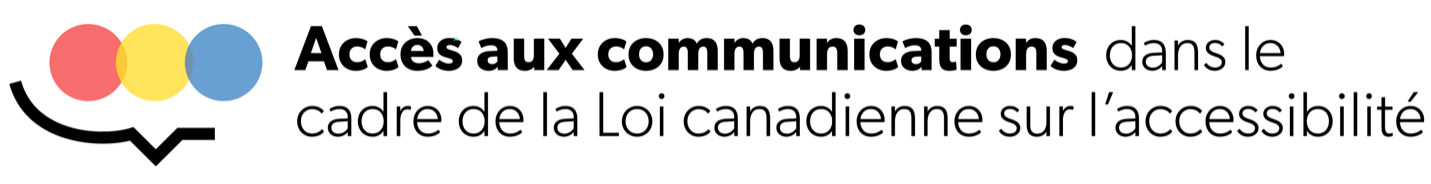 Accès aux communications dans le
cadre de la Loi canadienne sur l’accessibilité